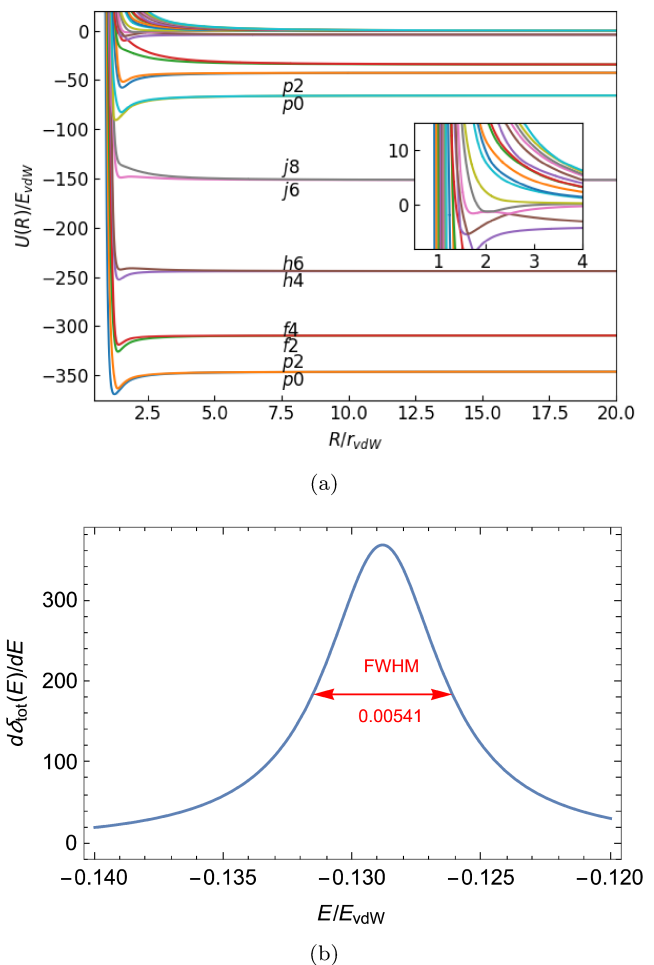 0
−50
−100
−150
−200
−250
−300
−350
U(R)/E_vdW
p2
p0
j8
j6
h6
h4
f4
f2
p2
p0
10
0
1 2 3 4
2.5 5.0 7.5 10.0 12.5 15.0 17.5 20.0
R/r_vdW
(a)
300
200
100
0
dδ_tot(E)/dE
FWHM
0.00541
−0.140 −0.135 −0.130 −0.125 −0.120
E/E_vdW
(b)